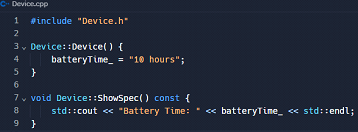 Device.cpp
1 #include "Device.h"
2
3 Device::Device() {
4     batteryTime_ = "10 hours";
5 }
6
7 void Device::ShowSpec() const {
8     std::cout << "Battery Time: " << batteryTime_ << std::endl;
9 }